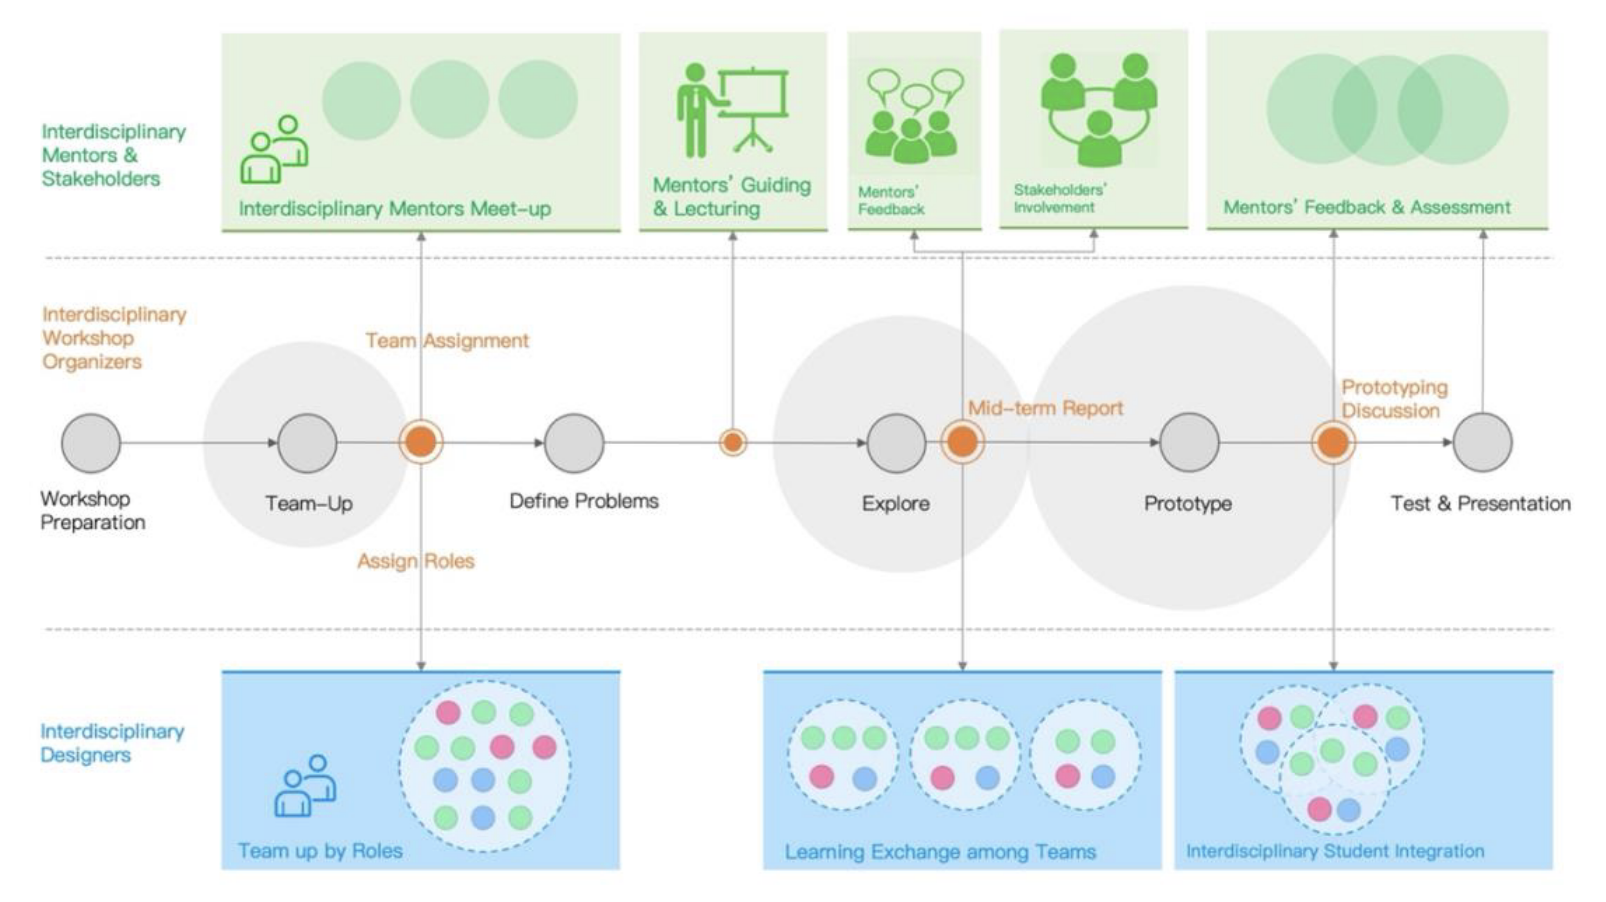 Interdisciplinary
Mentors &
Stakeholders
Interdisciplinary Mentors Meet-up
Mentors' Guiding
& Lecturing
Mentors'
Feedback
Stakeholders'
Involvement
Mentors' Feedback & Assessment
Interdisciplinary
Workshop
Organizers
Team Assignment
Mid-term Report
Prototyping
Discussion
Workshop
Preparation
Team-Up
Define Problems
Explore
Prototype
Test & Presentation
Assign Roles
Interdisciplinary
Designers
Team up by Roles
Learning Exchange among Teams
Interdisciplinary Student Integration